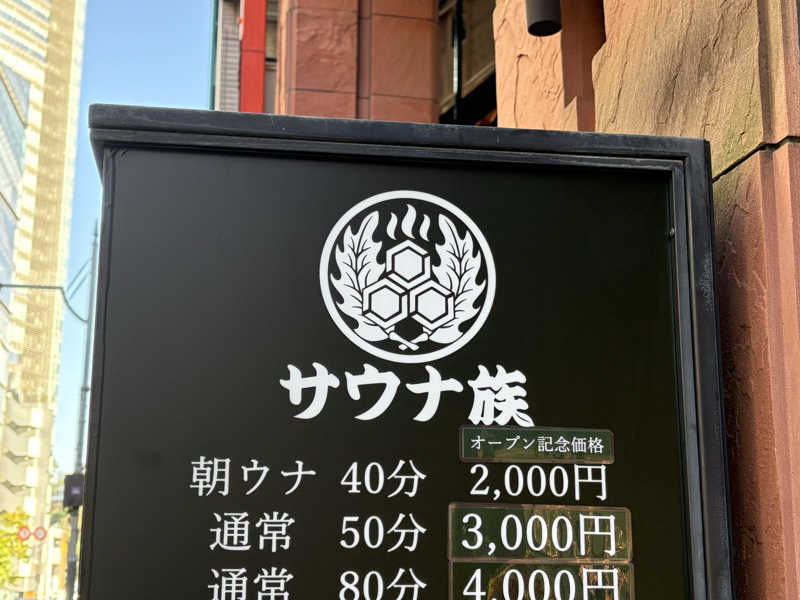 サウナ族
オープン記念価格
朝ウナ 40分 2,000円
通常 50分 3,000円
通常 80分 4,000円